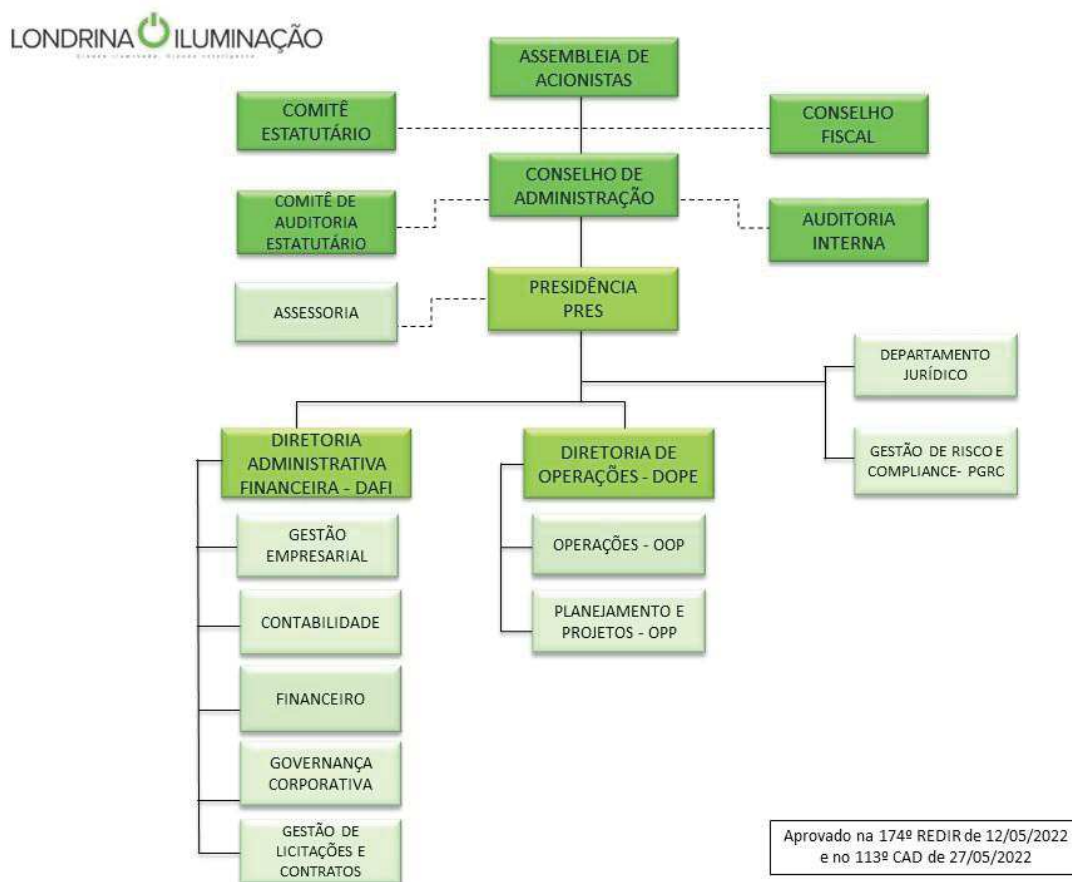 LONDRINA ILUMINAÇÃO
ASSEMBLEIA DE
ACIONISTAS
COMITÊ
ESTATUTÁRIO
CONSELHO
FISCAL
CONSELHO DE
ADMINISTRAÇÃO
COMITÊ DE
AUDITORIA
ESTATUTÁRIO
AUDITORIA
INTERNA
PRESIDÊNCIA
PRES
ASSESSORIA
DEPARTAMENTO
JURÍDICO
GESTÃO DE RISCO E
COMPLIANCE- PGRC
DIRETORIA
ADMINISTRATIVA
FINANCEIRA - DAFI
DIRETORIA DE
OPERAÇÕES - DOPE
GESTÃO
EMPRESARIAL
OPERAÇÕES - OOP
CONTABILIDADE
PLANEJAMENTO E
PROJETOS - OPP
FINANCEIRO
GOVERNANÇA
CORPORATIVA
GESTÃO DE
LICITAÇÕES E
CONTRATOS
Aprovado na 174º REDIR de 12/05/2022
e no 113º CAD de 27/05/2022